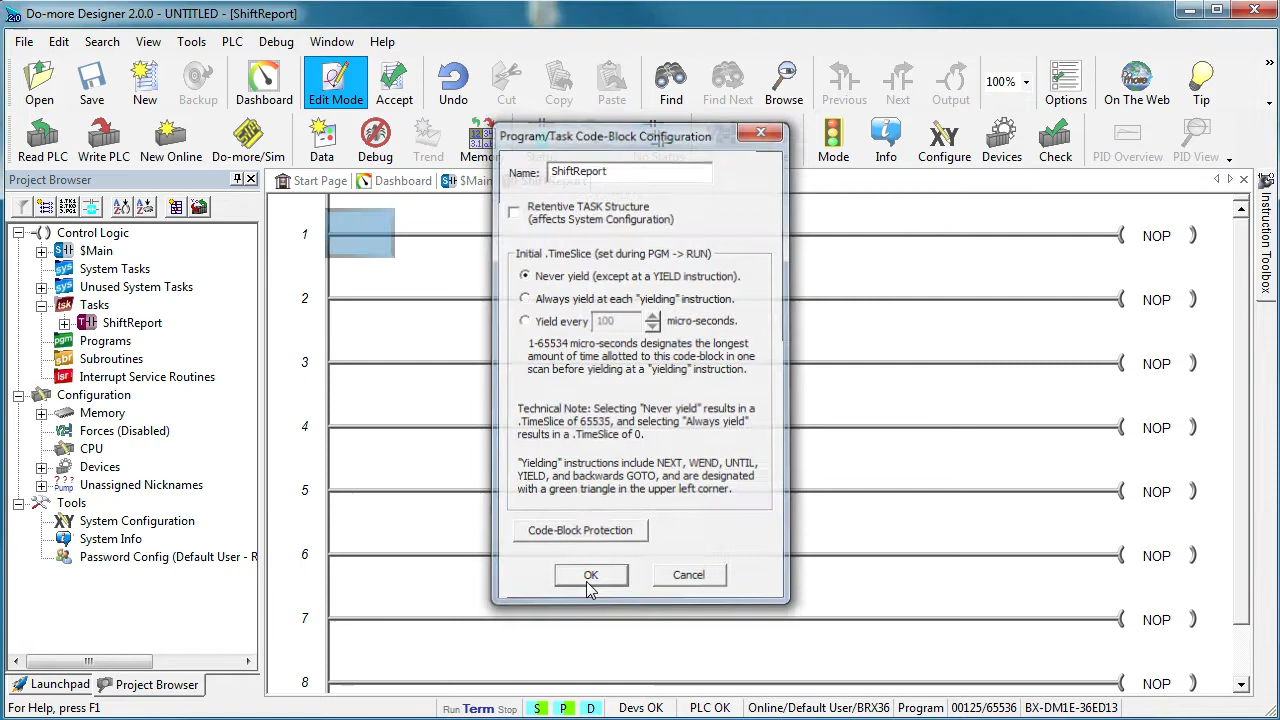 Do-more Designer 2.0.0 - UNTITLED - [ShiftReport]
File Edit Search View Tools PLC Debug Window Help
Open Save New Backup Dashboard Edit Mode Accept Undo Cut Copy Paste Find Find Next Browse Previous Next Output 100% Options On The Web Tip
Read PLC Write PLC New Online Do-more/Sim Data Debug Trend Memo Status No Status Mode Info Configure Devices Check PID Overview PID View
Project Browser
Start Page Dashboard $Main
Control Logic
$Main
System Tasks
Unused System Tasks
Tasks
ShiftReport
Programs
Subroutines
Interrupt Service Routines
Configuration
Memory
Forces (Disabled)
CPU
Devices
Unassigned Nicknames
Tools
System Configuration
System Info
Password Config (Default User - R
Launchpad Project Browser
Program/Task Code-Block Configuration
Name: ShiftReport
Retentive TASK Structure
(affects System Configuration)
Initial .TimeSlice (set during PGM -> RUN)
Never yield (except at a YIELD instruction).
Always yield at each "yielding" instruction.
Yield every 100 micro-seconds.
1-65534 micro-seconds designates the longest
amount of time allotted to this code-block in one
scan before yielding at a "yielding" instruction.
Technical Note: Selecting "Never yield" results in a
.TimeSlice of 65535, and selecting "Always yield"
results in a .TimeSlice of 0.
"Yielding" instructions include NEXT, WEND, UNTIL,
YIELD, and backwards GOTO, and are designated
with a green triangle in the upper left corner.
Code-Block Protection
OK Cancel
1 NOP
2 NOP
3 NOP
4 NOP
5 NOP
6 NOP
7 NOP
8 NOP
Instruction Toolbox
For Help, press F1
Run Term Stop S P D Devs OK PLC OK Online/Default User/BRX36 Program 00125/65536 BX-DM1E-36ED13